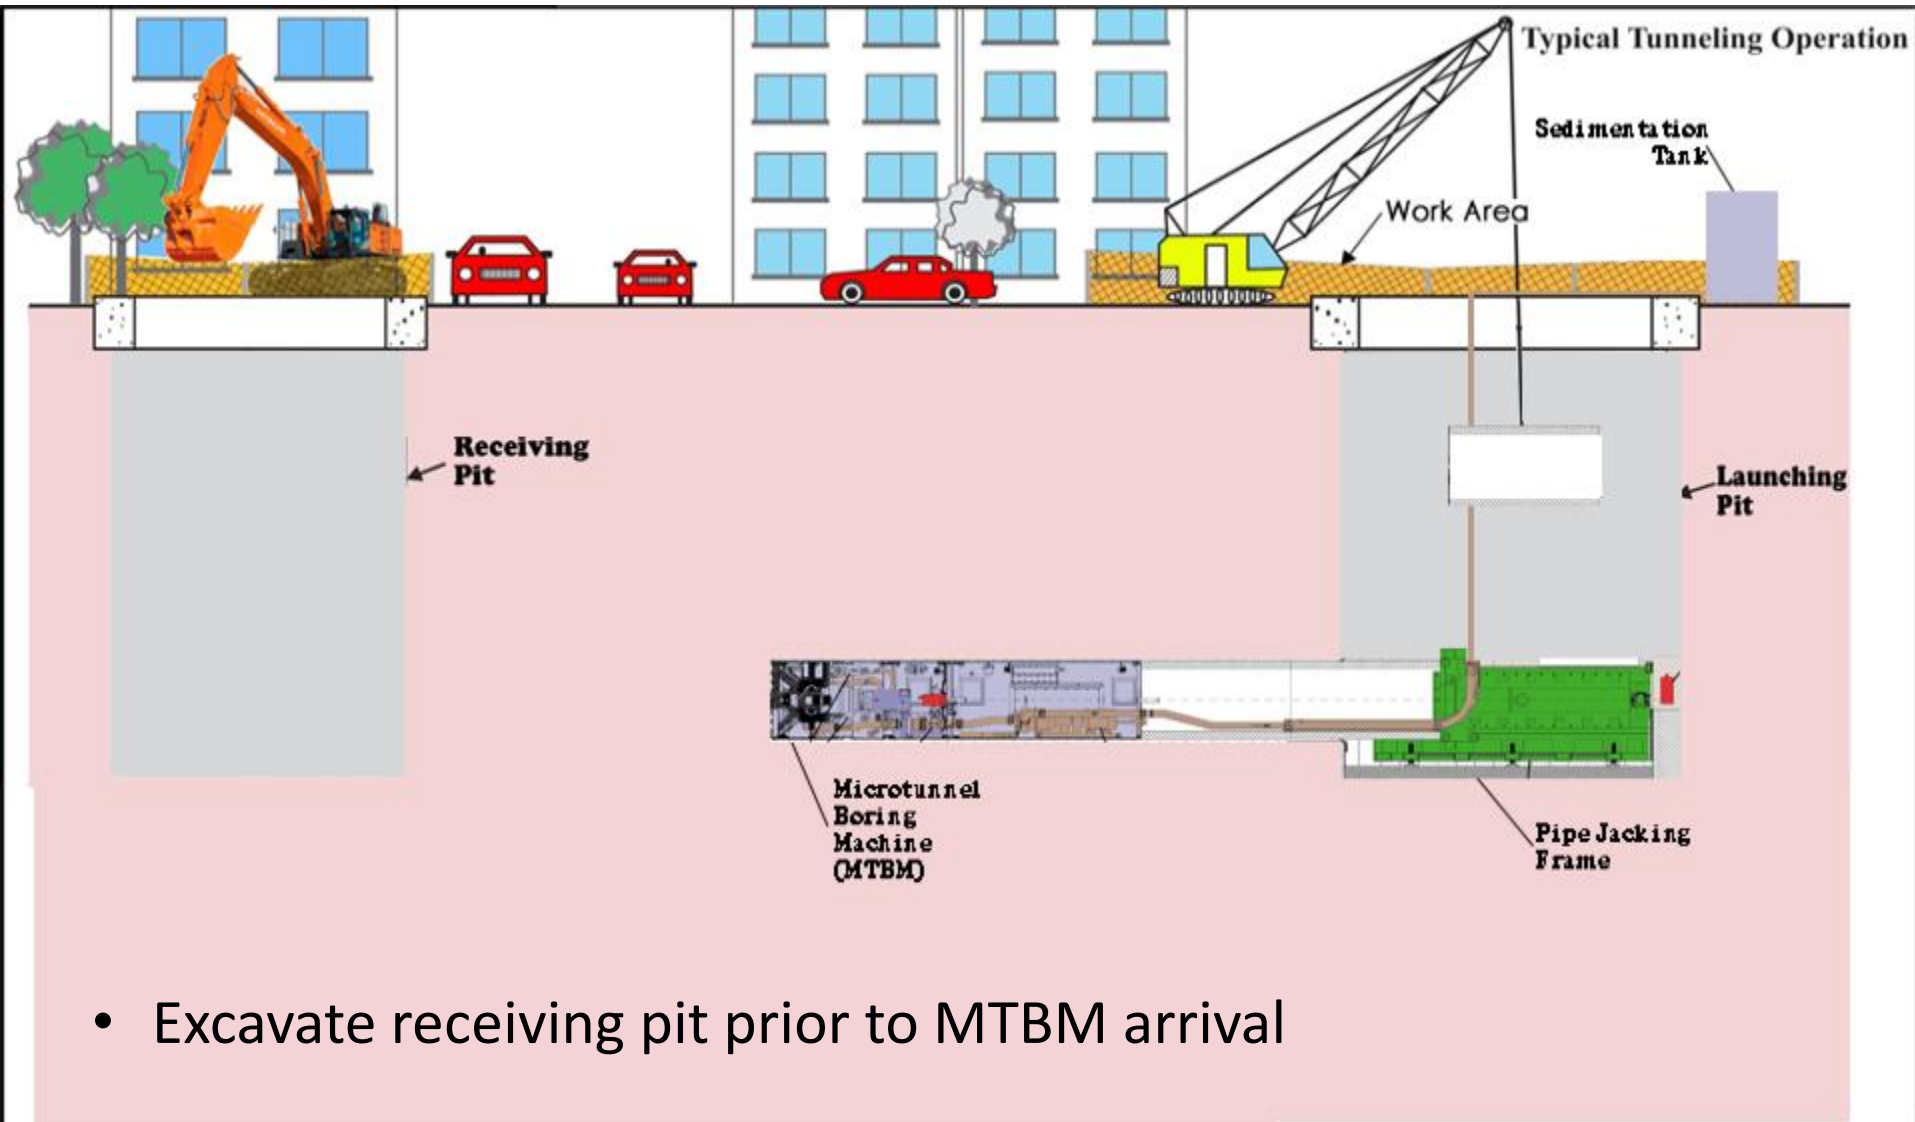 Typical Tunneling Operation
Sedimentation
Tank
Work Area
Receiving
Pit
Launching
Pit
Microtunnel
Boring
Machine
(MTBM)
Pipe Jacking
Frame
• Excavate receiving pit prior to MTBM arrival